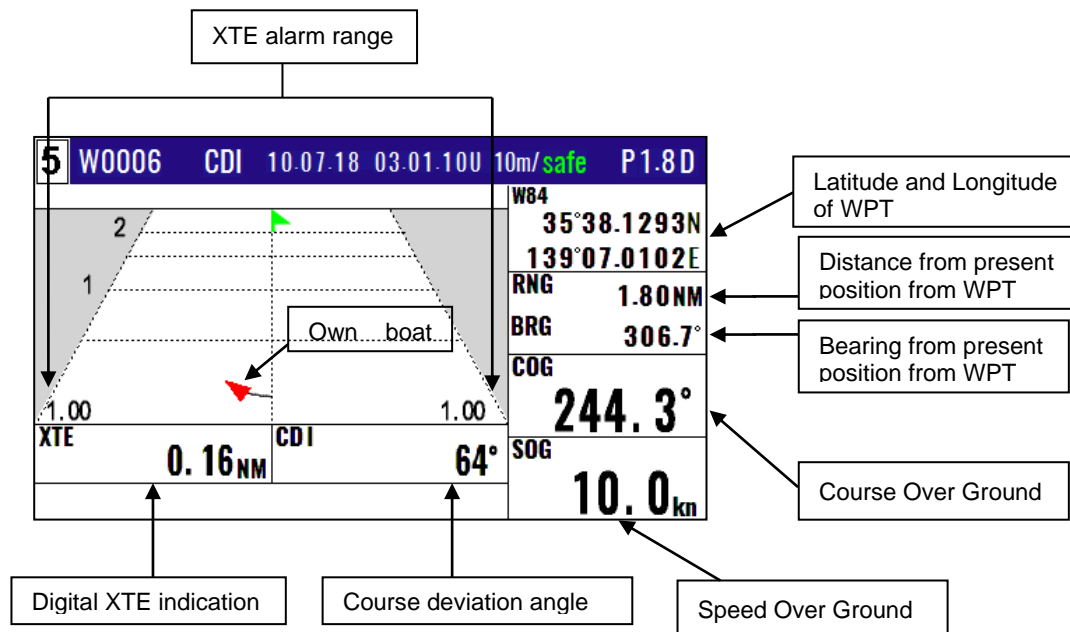 XTE alarm range
5 W0006 CDI 10.07.18 03.01.10U 10m/safe P1.8D
W84
35°38.1293N
139°07.0102E
Latitude and Longitude
of WPT
2
1
RNG 1.80NM
BRG 306.7°
Distance from present
position from WPT
Own boat
Bearing from present
position from WPT
1.00
1.00
COG
244.3°
XTE
0.16NM
CDI
64°
SOG
10.0kn
Course Over Ground
Digital XTE indication
Course deviation angle
Speed Over Ground